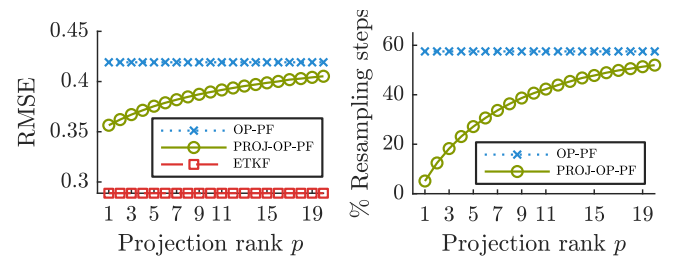 RMSE
0.45
0.4
0.35
0.3
OP-PF
PROJ-OP-PF
ETKF
1 3 5 7 9 11 15 19
Projection rank p
% Resampling steps
60
40
20
0
OP-PF
PROJ-OP-PF
1 3 5 7 9 11 15 19
Projection rank p